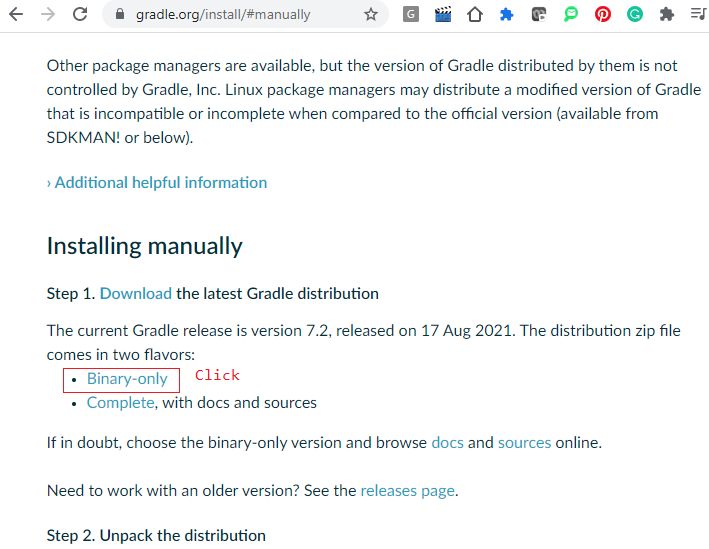 gradle.org/install/#manually
Other package managers are available, but the version of Gradle distributed by them is not
controlled by Gradle, Inc. Linux package managers may distribute a modified version of Gradle
that is incompatible or incomplete when compared to the official version (available from
SDKMAN! or below).
› Additional helpful information
Installing manually
Step 1. Download the latest Gradle distribution
The current Gradle release is version 7.2, released on 17 Aug 2021. The distribution zip file
comes in two flavors:
• Binary-only Click
• Complete, with docs and sources
If in doubt, choose the binary-only version and browse docs and sources online.
Need to work with an older version? See the releases page.
Step 2. Unpack the distribution